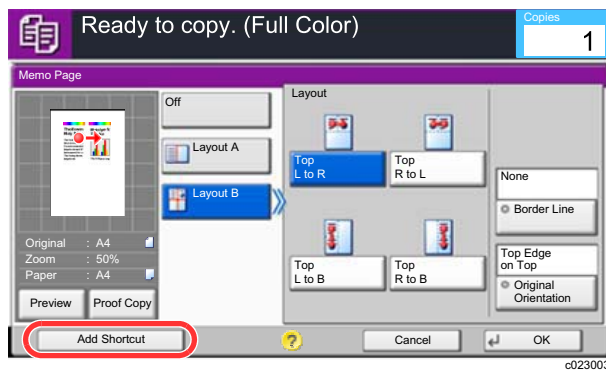 Ready to copy. (Full Color)
Copies
1
Memo Page
Off
Layout A
Layout B
Layout
Top
L to R
Top
R to L
Top
L to B
Top
R to B
None
Border Line
Top Edge
on Top
Original
Orientation
Original : A4
Zoom : 50%
Paper : A4
Preview
Proof Copy
Add Shortcut
?
Cancel
OK
c023003